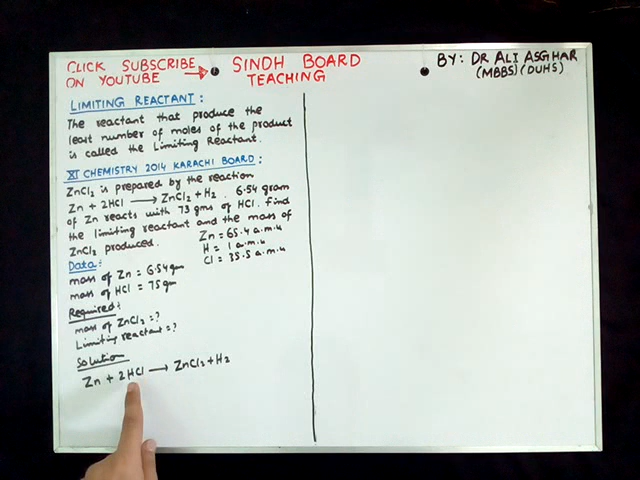 CLICK SUBSCRIBE
ON YOUTUBE →
SINDH BOARD
TEACHING
BY: DR ALI ASGHAR
(MBBS) (DUHS)
LIMITING REACTANT:
The reactant that produce the
least number of moles of the product
is called the Limiting Reactant.
XI CHEMISTRY 2014 KARACHI BOARD:
ZnCl2 is prepared by the reaction
Zn + 2HCl → ZnCl2 + H2. 6.54 gram
of Zn reacts with 73 gms of HCl. find
the limiting reactant and the mass of
ZnCl2 produced.
Zn = 65.4 a.m.u
H = 1 a.m.u
Cl = 35.5 a.m.u
Data:
mass of Zn = 6.54 gm
mass of HCl = 75 gm
Required:
mass of ZnCl2 = ?
Limiting reactant = ?
Solution
Zn + 2HCl → ZnCl2 + H2